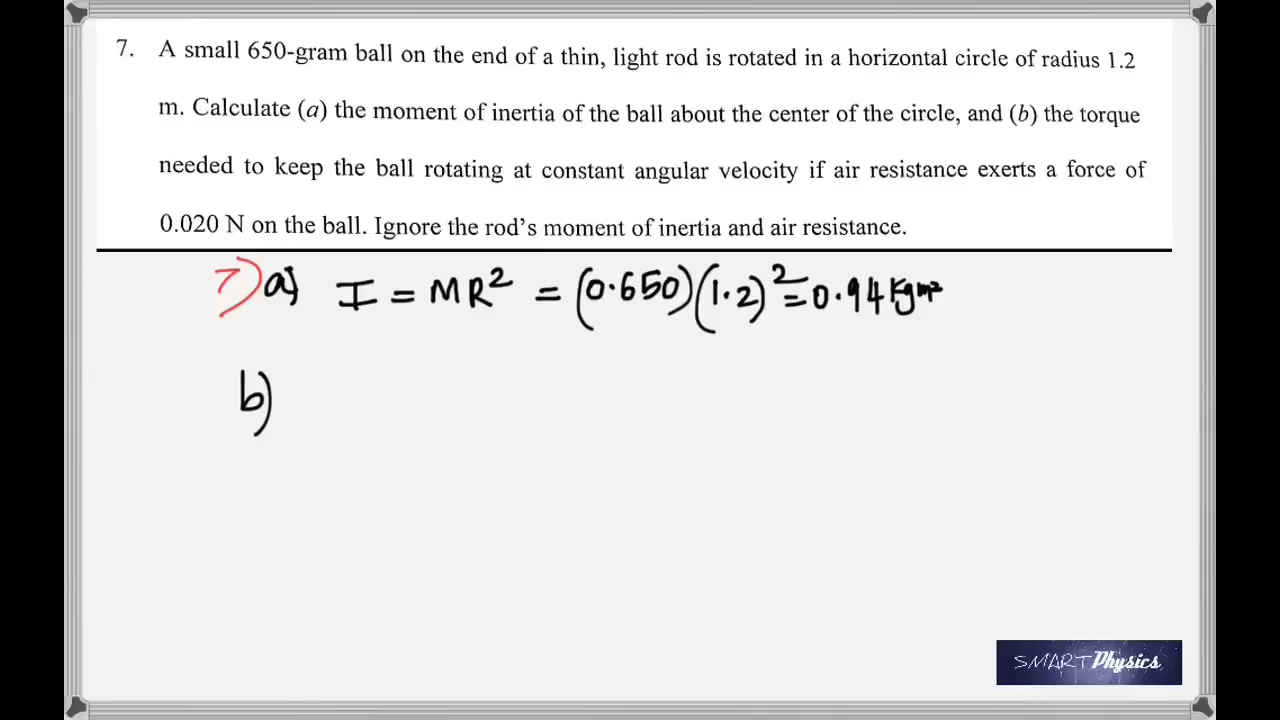 7. A small 650-gram ball on the end of a thin, light rod is rotated in a horizontal circle of radius 1.2
m. Calculate (a) the moment of inertia of the ball about the center of the circle, and (b) the torque
needed to keep the ball rotating at constant angular velocity if air resistance exerts a force of
0.020 N on the ball. Ignore the rod's moment of inertia and air resistance.
7) a) I = MR² = (0.650)(1.2)² = 0.94 kgm²
b)
SMART Physics